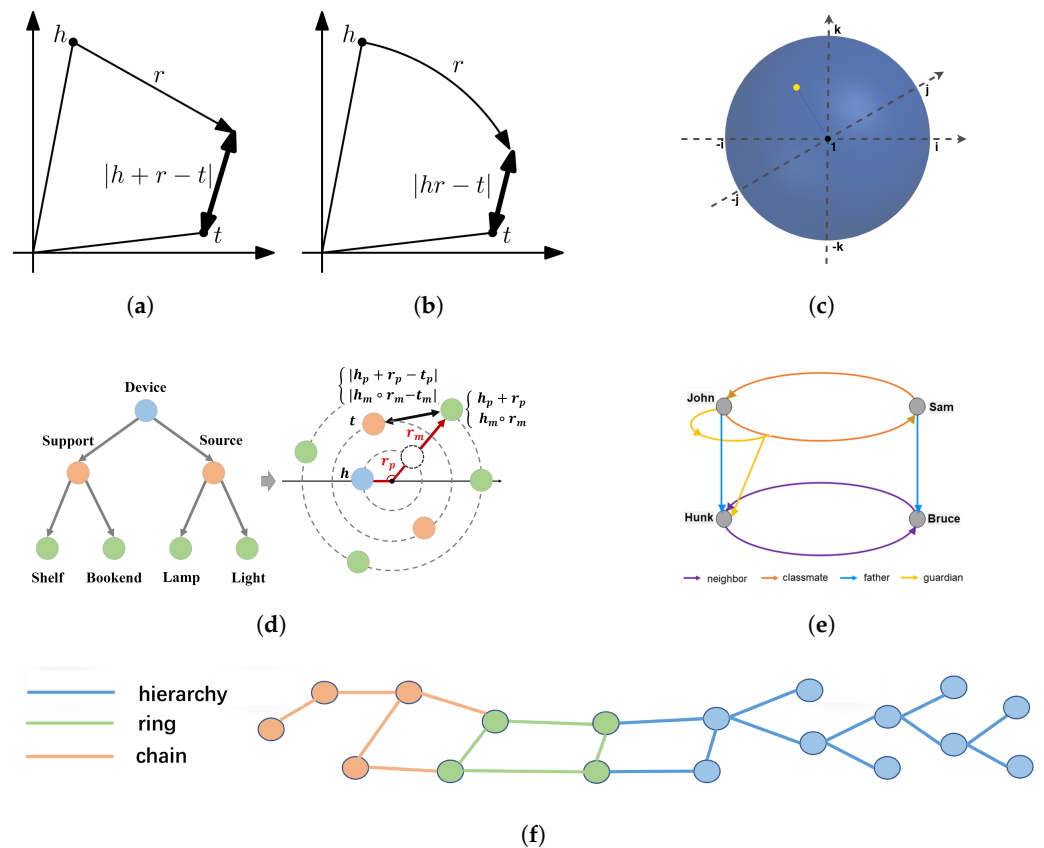 h
r
|h + r − t|
t
(a)
h
r
|hr − t|
t
(b)
k
j
-i
1
i
-j
-k
(c)
Device
Support
Source
Shelf
Bookend
Lamp
Light
|h_p + r_p − t_p|
|h_m ∘ r_m − t_m|
h_p + r_p
h_m ∘ r_m
t
r_m
r_p
h
(d)
John
Sam
Hunk
Bruce
neighbor classmate father guardian
(e)
hierarchy
ring
chain
(f)